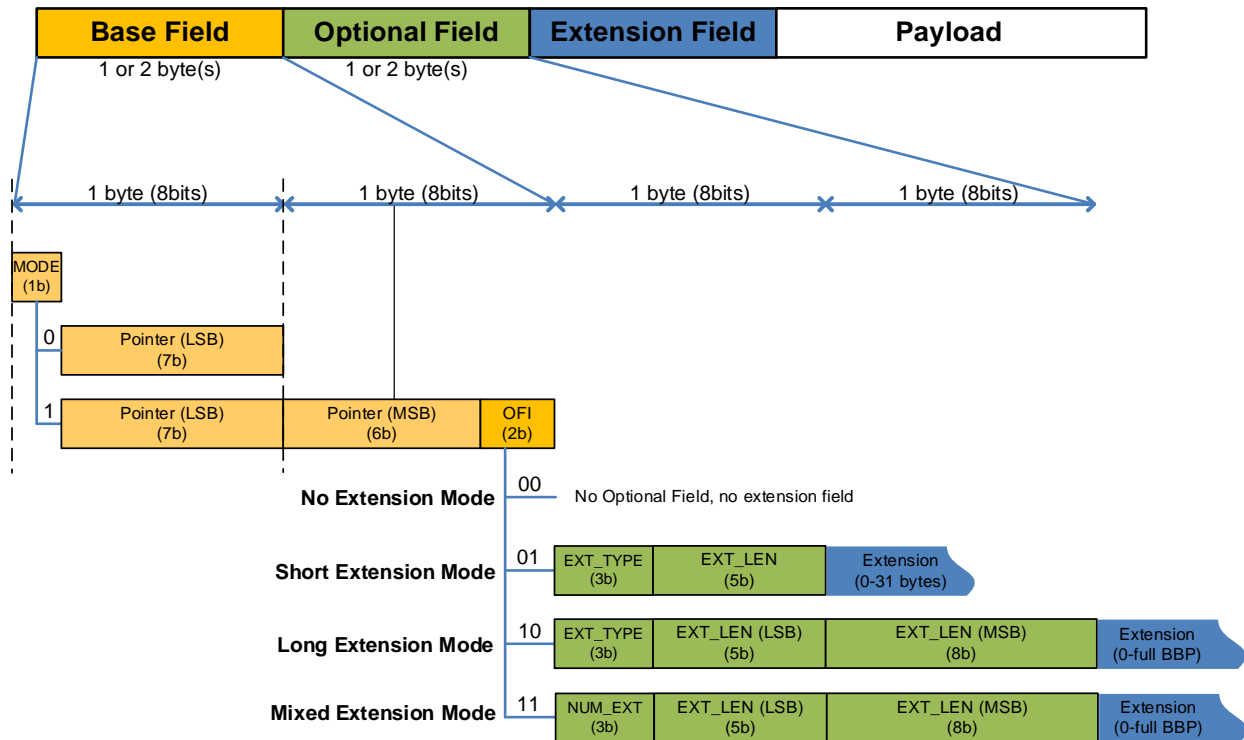 Base Field Optional Field Extension Field Payload
1 or 2 byte(s) 1 or 2 byte(s)
1 byte (8bits) 1 byte (8bits) 1 byte (8bits) 1 byte (8bits)
MODE
(1b)
0 Pointer (LSB)
(7b)
1 Pointer (LSB) Pointer (MSB) OFI
(7b) (6b) (2b)
No Extension Mode 00 No Optional Field, no extension field
Short Extension Mode 01 EXT_TYPE EXT_LEN Extension
(3b) (5b) (0-31 bytes)
Long Extension Mode 10 EXT_TYPE EXT_LEN (LSB) EXT_LEN (MSB) Extension
(3b) (5b) (8b) (0-full BBP)
Mixed Extension Mode 11 NUM_EXT EXT_LEN (LSB) EXT_LEN (MSB) Extension
(3b) (5b) (8b) (0-full BBP)